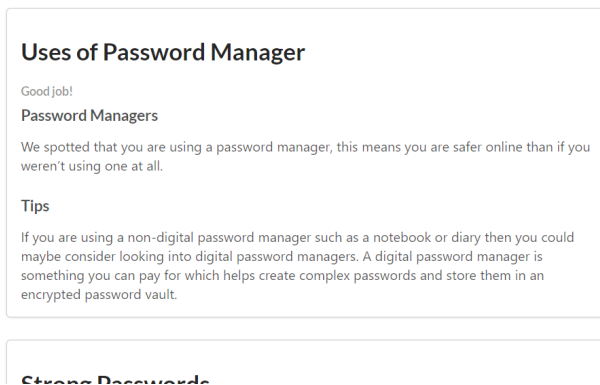 Uses of Password Manager
Good job!
Password Managers
We spotted that you are using a password manager, this means you are safer online than if you
weren't using one at all.
Tips
If you are using a non-digital password manager such as a notebook or diary then you could
maybe consider looking into digital password managers. A digital password manager is
something you can pay for which helps create complex passwords and store them in an
encrypted password vault.
Strong Passwords